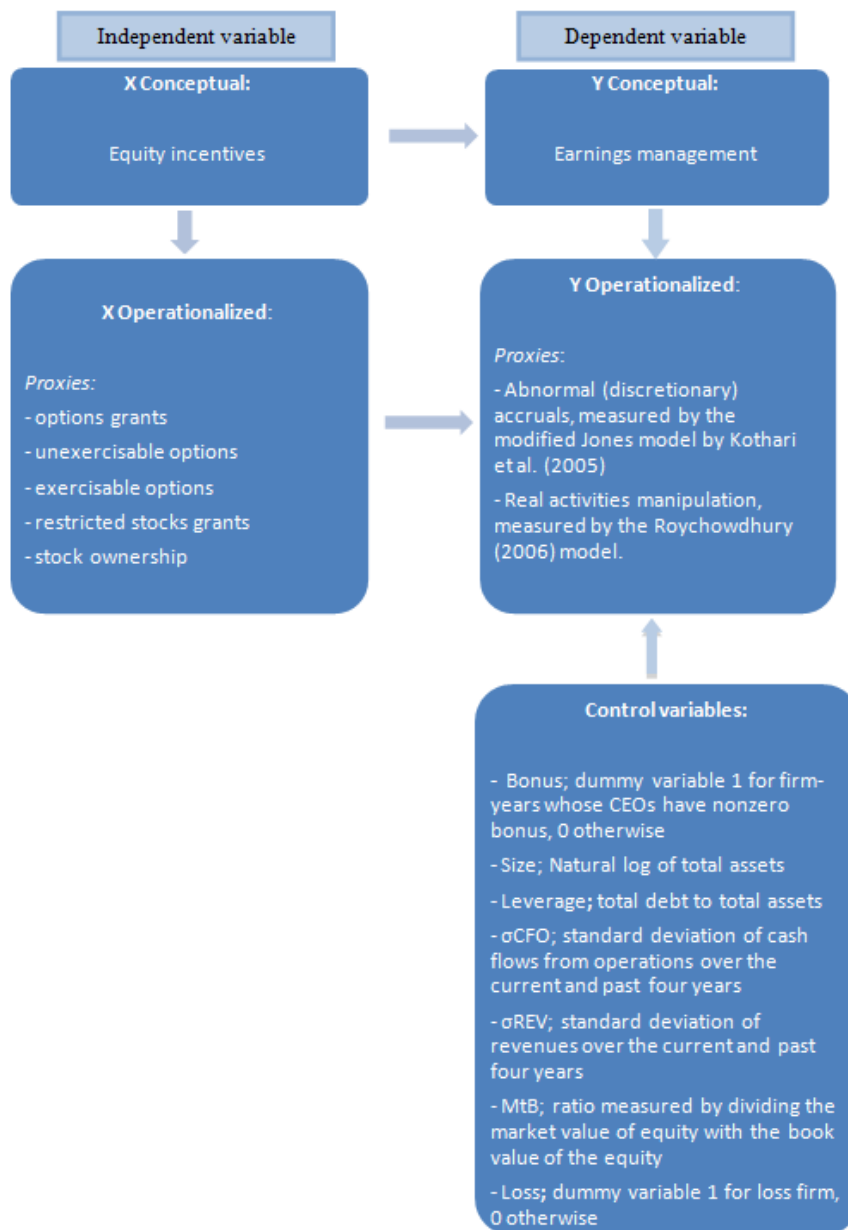 Independent variable
Dependent variable
X Conceptual:
Equity incentives
Y Conceptual:
Earnings management
X Operationalized:
Proxies:
- options grants
- unexercisable options
- exercisable options
- restricted stocks grants
- stock ownership
Y Operationalized:
Proxies:
- Abnormal (discretionary)
accruals, measured by the
modified Jones model by Kothari
et al. (2005)
- Real activities manipulation,
measured by the Roychowdhury
(2006) model.
Control variables:
- Bonus; dummy variable 1 for firm-
years whose CEOs have nonzero
bonus, 0 otherwise
- Size; Natural log of total assets
- Leverage; total debt to total assets
- σCFO; standard deviation of cash
flows from operations over the
current and past four years
- σREV; standard deviation of
revenues over the current and past
four years
- MtB; ratio measured by dividing the
market value of equity with the book
value of the equity
- Loss; dummy variable 1 for loss firm,
0 otherwise